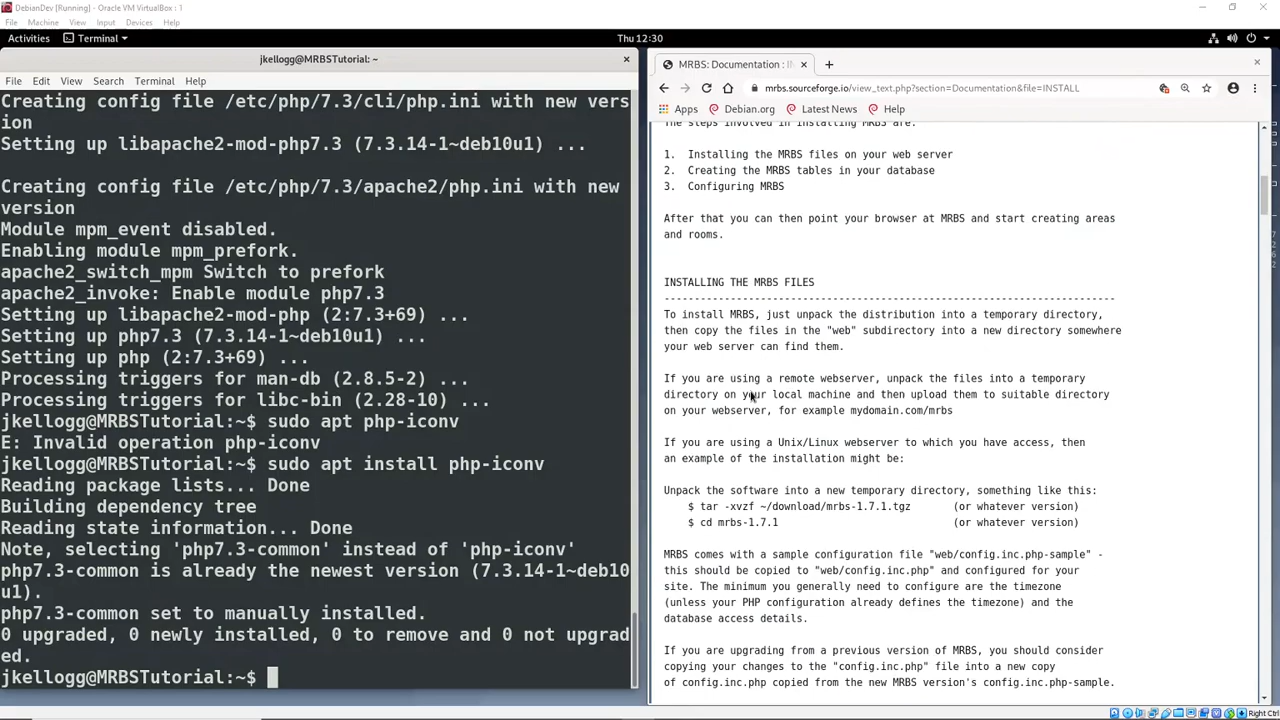 DebianDev [Running] - Oracle VM VirtualBox : 1
File Machine View Input Devices Help
Activities Terminal Thu 12:30
jkellogg@MRBSTutorial: ~
File Edit View Search Terminal Help
Creating config file /etc/php/7.3/cli/php.ini with new vers
ion
Setting up libapache2-mod-php7.3 (7.3.14-1~deb10u1) ...
Creating config file /etc/php/7.3/apache2/php.ini with new
version
Module mpm_event disabled.
Enabling module mpm_prefork.
apache2_switch_mpm Switch to prefork
apache2_invoke: Enable module php7.3
Setting up libapache2-mod-php (2:7.3+69) ...
Setting up php7.3 (7.3.14-1~deb10u1) ...
Setting up php (2:7.3+69) ...
Processing triggers for man-db (2.8.5-2) ...
Processing triggers for libc-bin (2.28-10) ...
jkellogg@MRBSTutorial:~$ sudo apt php-iconv
E: Invalid operation php-iconv
jkellogg@MRBSTutorial:~$ sudo apt install php-iconv
Reading package lists... Done
Building dependency tree
Reading state information... Done
Note, selecting 'php7.3-common' instead of 'php-iconv'
php7.3-common is already the newest version (7.3.14-1~deb10
u1).
php7.3-common set to manually installed.
0 upgraded, 0 newly installed, 0 to remove and 0 not upgrad
ed.
jkellogg@MRBSTutorial:~$
MRBS: Documentation : IN
mrbs.sourceforge.io/view_text.php?section=Documentation&file=INSTALL
Apps Debian.org Latest News Help
The steps involved in installing MRBS are:
1. Installing the MRBS files on your web server
2. Creating the MRBS tables in your database
3. Configuring MRBS
After that you can then point your browser at MRBS and start creating areas
and rooms.
INSTALLING THE MRBS FILES
---------------------------------------------------------------------------
To install MRBS, just unpack the distribution into a temporary directory,
then copy the files in the "web" subdirectory into a new directory somewhere
your web server can find them.
If you are using a remote webserver, unpack the files into a temporary
directory on your local machine and then upload them to suitable directory
on your webserver, for example mydomain.com/mrbs
If you are using a Unix/Linux webserver to which you have access, then
an example of the installation might be:
Unpack the software into a new temporary directory, something like this:
$ tar -xvzf ~/download/mrbs-1.7.1.tgz (or whatever version)
$ cd mrbs-1.7.1 (or whatever version)
MRBS comes with a sample configuration file "web/config.inc.php-sample" -
this should be copied to "web/config.inc.php" and configured for your
site. The minimum you generally need to configure are the timezone
(unless your PHP configuration already defines the timezone) and the
database access details.
If you are upgrading from a previous version of MRBS, you should consider
copying your changes to the "config.inc.php" file into a new copy
of config.inc.php copied from the new MRBS version's config.inc.php-sample.
Right Ctrl